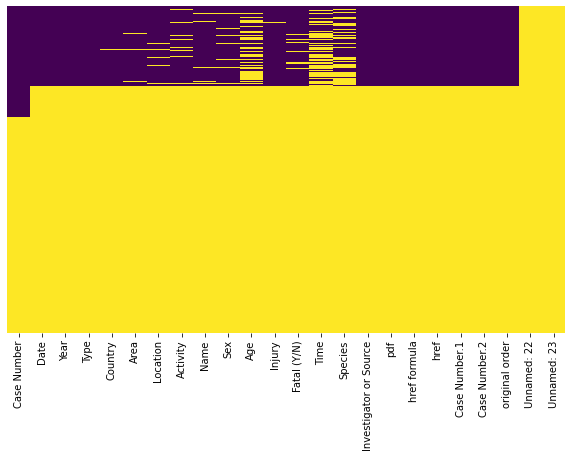 Case Number
Date
Year
Type
Country
Area
Location
Activity
Name
Sex
Age
Injury
Fatal (Y/N)
Time
Species
Investigator or Source
pdf
href formula
href
Case Number.1
Case Number.2
original order
Unnamed: 22
Unnamed: 23